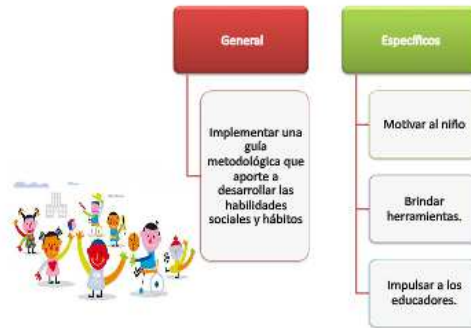 General
Implementar una
guía
metodológica que
aporte a
desarrollar las
habilidades
sociales y hábitos
Específicos
Motivar al niño
Brindar
herramientas.
Impulsar a los
educadores.